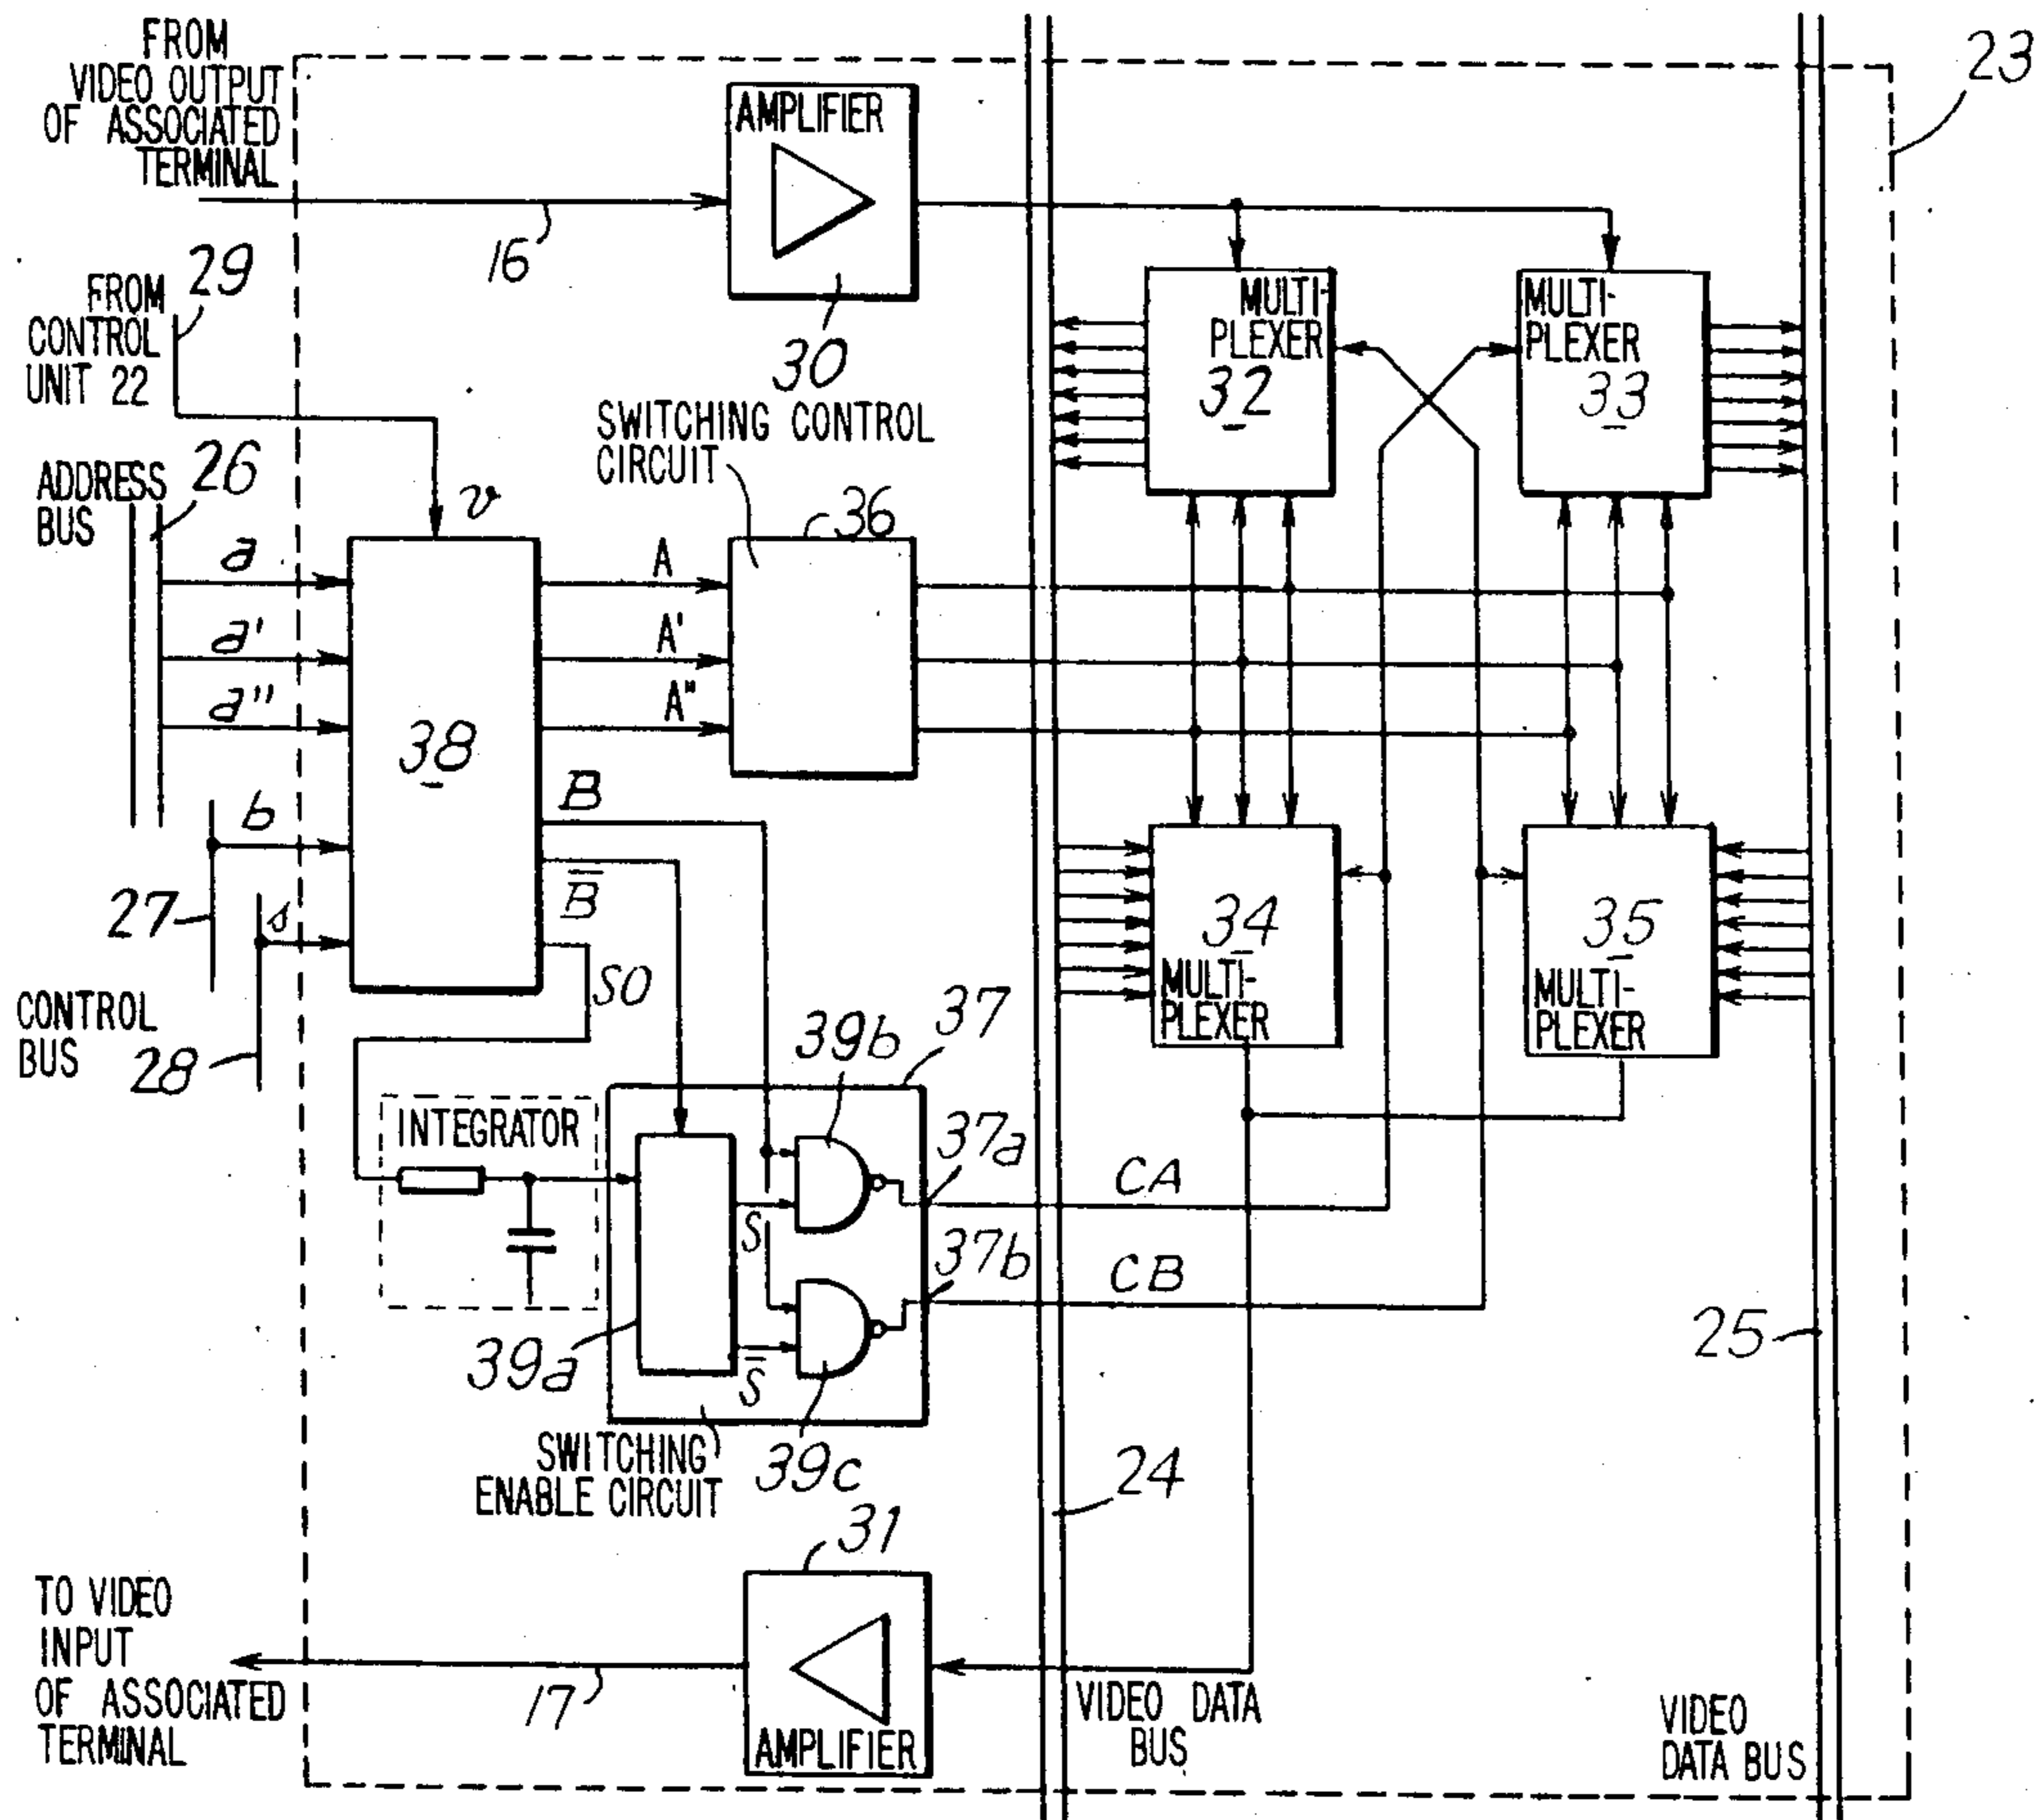 FROM
VIDEO OUTPUT
OF ASSOCIATED
TERMINAL
16
AMPLIFIER
30
23
FROM
CONTROL
UNIT 22
29
v
MULTI-
PLEXER
32
MULTI-
PLEXER
33
SWITCHING CONTROL
CIRCUIT
36
ADDRESS
BUS
26
a
a'
a"
38
A
A'
A"
B
B̅
SO
b
s
27
CONTROL
BUS
28
34
MULTI-
PLEXER
35
MULTI-
PLEXER
INTEGRATOR
37
39b
37a
CA
S
37b
CB
S̅
39a
39c
SWITCHING
ENABLE CIRCUIT
24
25
31
AMPLIFIER
17
TO VIDEO
INPUT
OF ASSOCIATED
TERMINAL
VIDEO DATA
BUS
VIDEO
DATA BUS